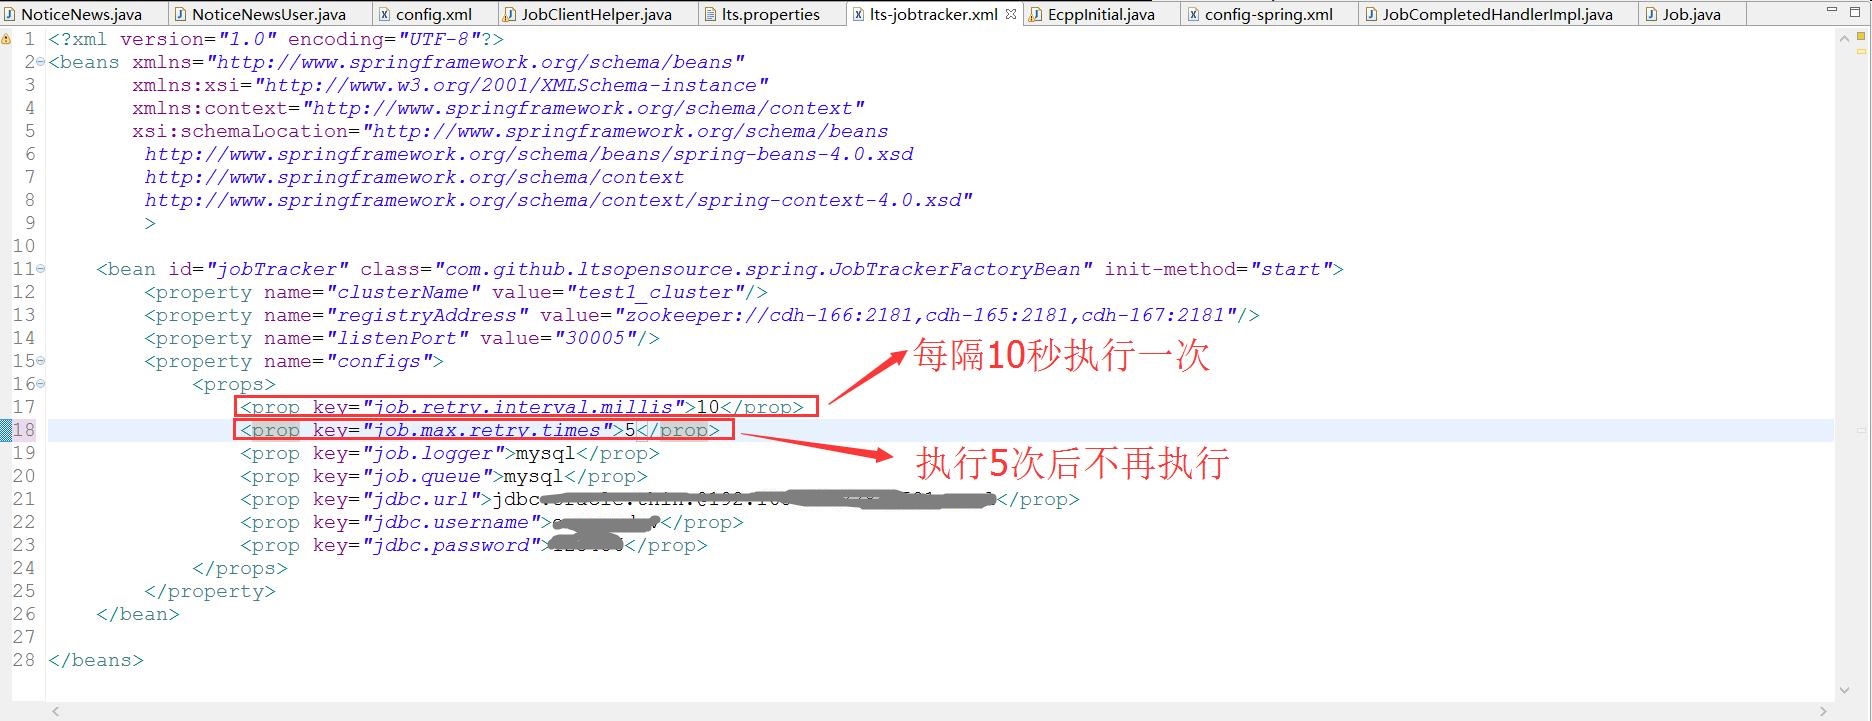 NoticeNews.java NoticeNewsUser.java config.xml JobClientHelper.java lts.properties lts-jobtracker.xml EcppInitial.java config-spring.xml JobCompletedHandlerImpl.java Job.java
1 <?xml version="1.0" encoding="UTF-8"?>
2 <beans xmlns="http://www.springframework.org/schema/beans"
3 xmlns:xsi="http://www.w3.org/2001/XMLSchema-instance"
4 xmlns:context="http://www.springframework.org/schema/context"
5 xsi:schemaLocation="http://www.springframework.org/schema/beans
6 http://www.springframework.org/schema/beans/spring-beans-4.0.xsd
7 http://www.springframework.org/schema/context
8 http://www.springframework.org/schema/context/spring-context-4.0.xsd"
9 >
10
11 <bean id="jobTracker" class="com.github.ltsopensource.spring.JobTrackerFactoryBean" init-method="start">
12 <property name="clusterName" value="test1_cluster"/>
13 <property name="registryAddress" value="zookeeper://cdh-166:2181,cdh-165:2181,cdh-167:2181"/>
14 <property name="listenPort" value="30005"/>
15 <property name="configs">
每隔10秒执行一次
16 <props>
17 <prop key="job.retry.interval.millis">10</prop>
18 <prop key="job.max.retry.times">5</prop>
执行5次后不再执行
19 <prop key="job.logger">mysql</prop>
20 <prop key="job.queue">mysql</prop>
21 <prop key="jdbc.url">jdbc</prop>
22 <prop key="jdbc.username"></prop>
23 <prop key="jdbc.password"></prop>
24 </props>
25 </property>
26 </bean>
27
28 </beans>